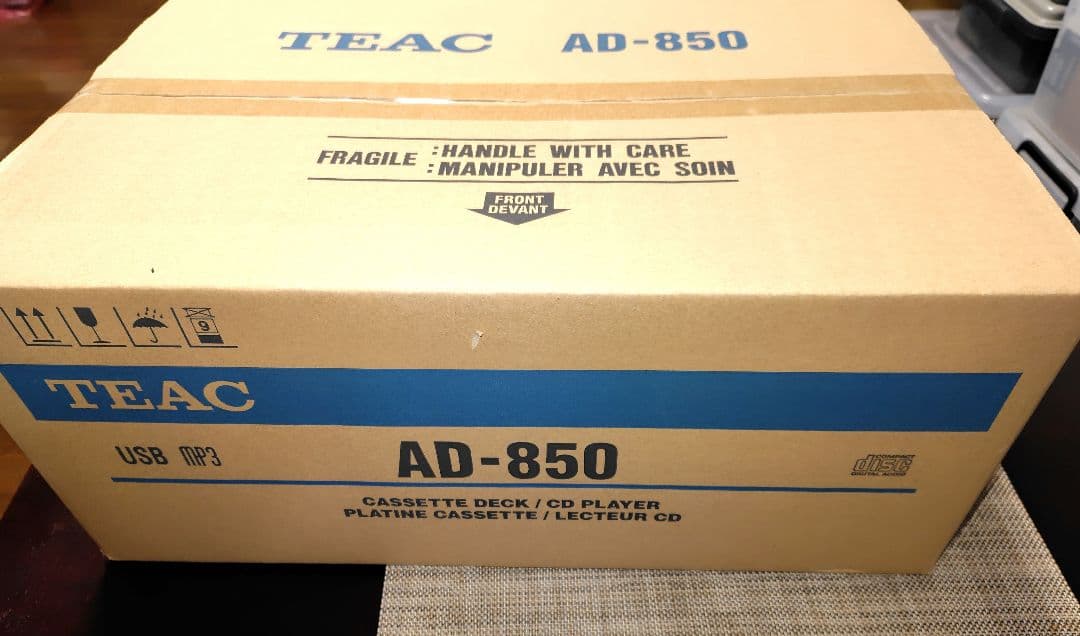 TEAC AD-850
FRAGILE :HANDLE WITH CARE
:MANIPULER AVEC SOIN
FRONT
DEVANT
9
TEAC
USB MP3 AD-850 COMPACT
disc
DIGITAL AUDIO
CASSETTE DECK / CD PLAYER
PLATINE CASSETTE / LECTEUR CD